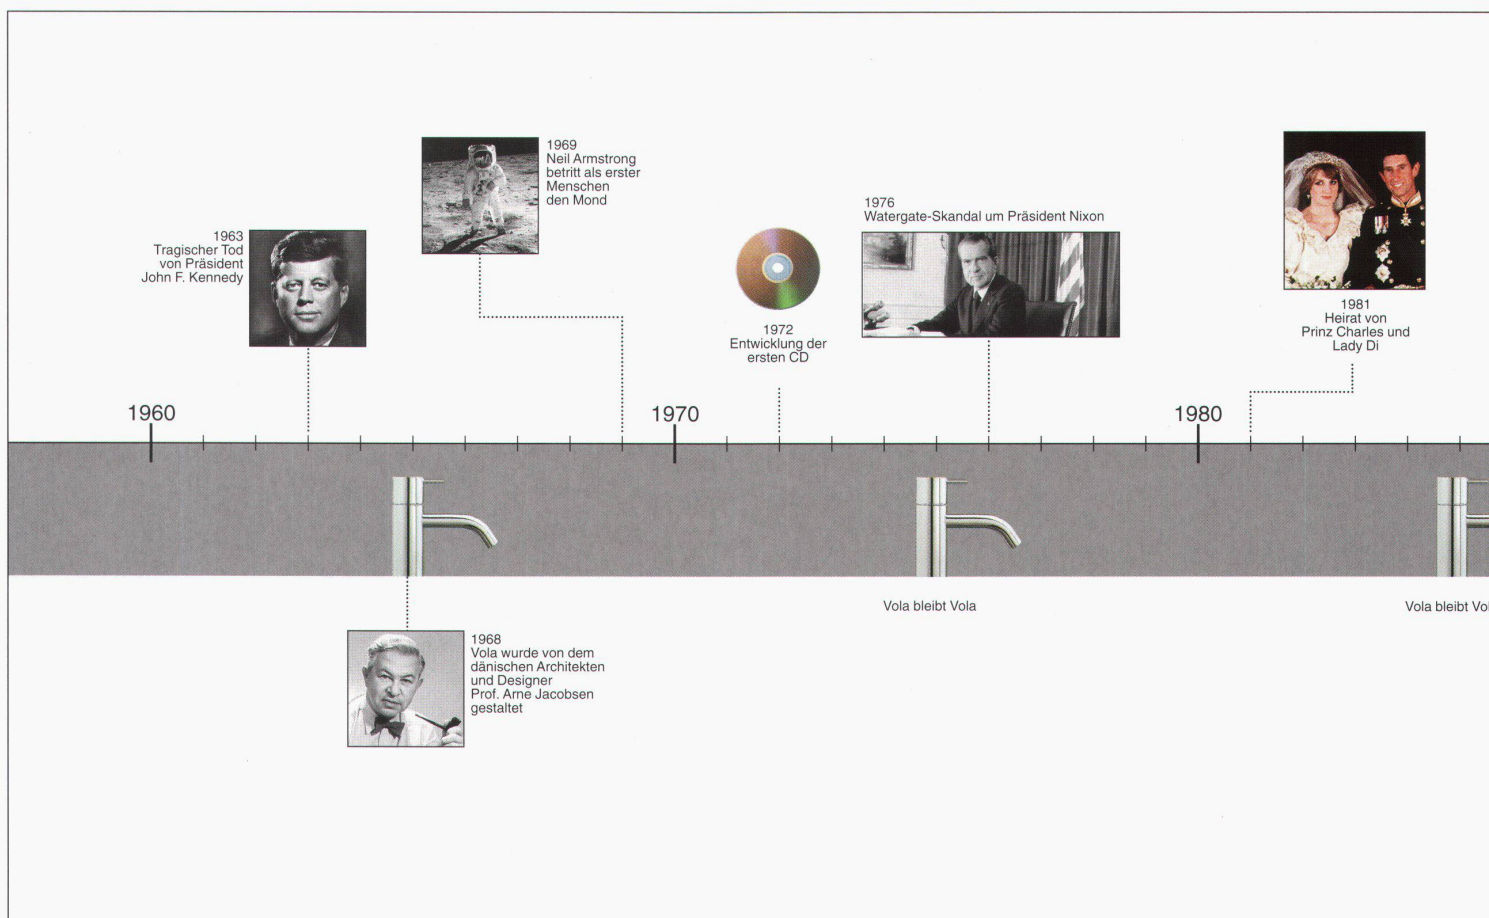 1963
Tragischer Tod
von Präsident
John F. Kennedy
1969
Neil Armstrong
betritt als erster
Menschen
den Mond
1972
Entwicklung der
ersten CD
1976
Watergate-Skandal um Präsident Nixon
1981
Heirat von
Prinz Charles und
Lady Di
1960
1970
1980
Vola bleibt Vola
Vola bleibt Vol
1968
Vola wurde von dem
dänischen Architekten
und Designer
Prof. Arne Jacobsen
gestaltet